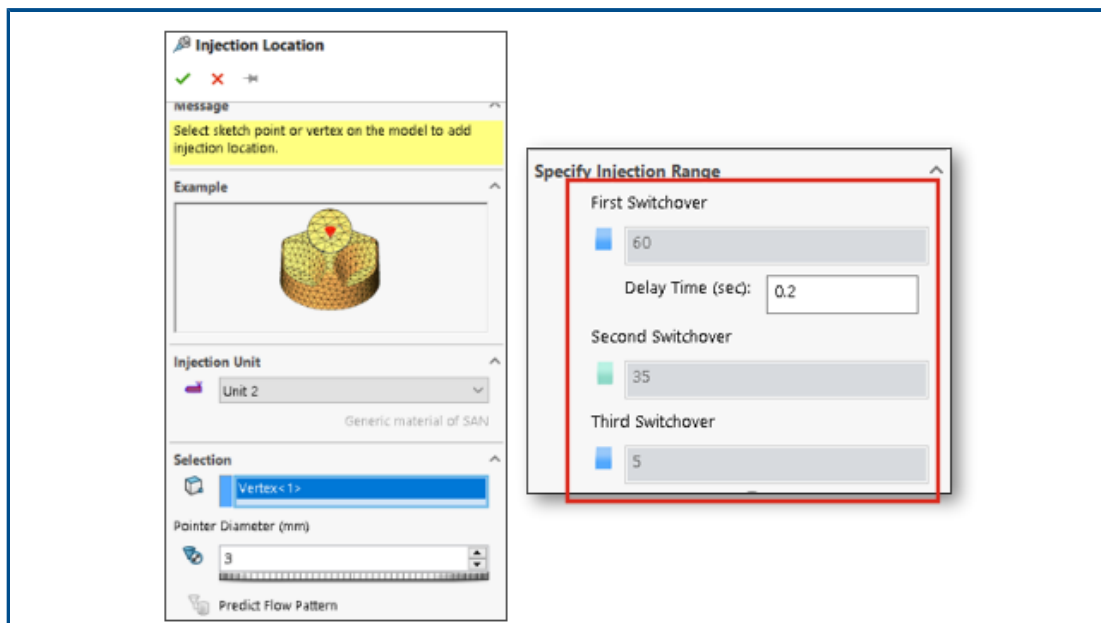 Injection Location
Message
Select sketch point or vertex on the model to add
injection location.
Example
Injection Unit
Unit 2
Generic material of SAN
Selection
Vertex<1>
Pointer Diameter (mm)
3
Predict Flow Pattern
Specify Injection Range
First Switchover
60
Delay Time (sec): 0.2
Second Switchover
35
Third Switchover
5